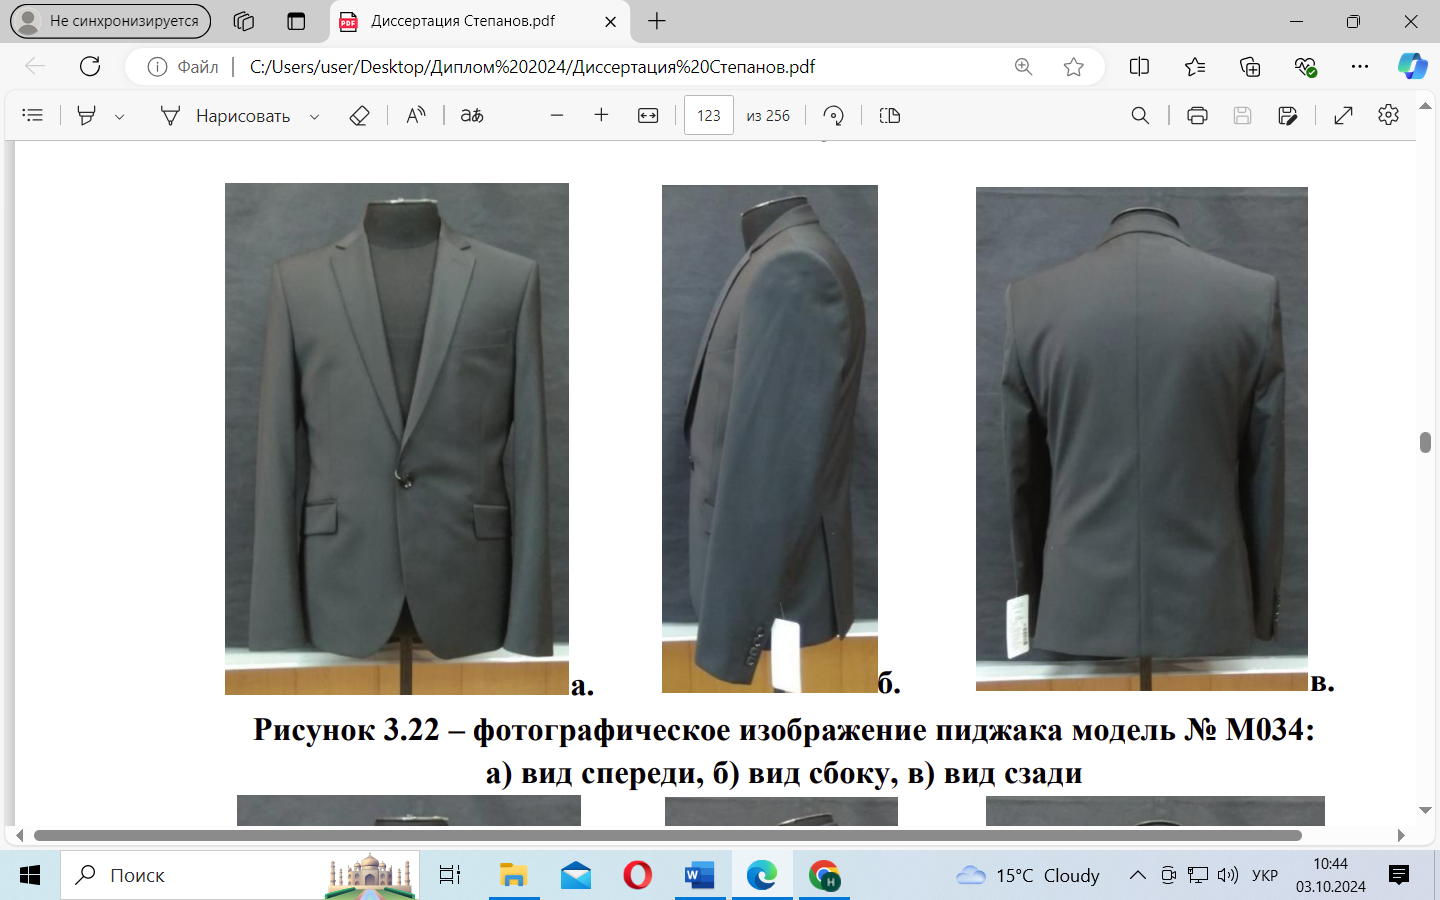 Не синхронизируется
Диссертация Степанов.pdf
Файл
C:/Users/user/Desktop/Диплом%202024/Диссертация%20Степанов.pdf
Нарисовать
аあ
123
из 256
а.
б.
в.
Рисунок 3.22 – фотографическое изображение пиджака модель № М034:
а) вид спереди, б) вид сбоку, в) вид сзади
Поиск
15°C Cloudy
УКР
10:44
03.10.2024